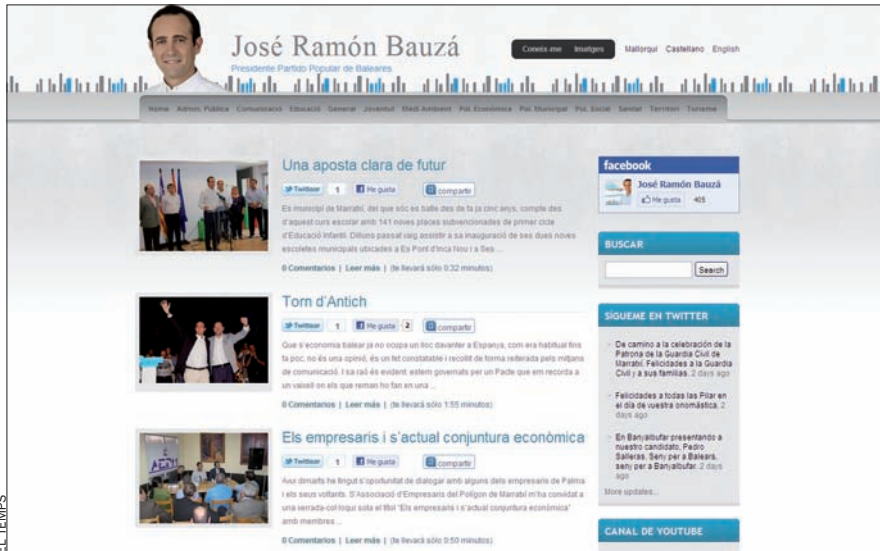 José Ramón Bauzá
Presidente Partido Popular de Baleares
Coneix-me Imatges
Mallorquí Castellano English
Home Admon. Pública Comunicació Educació General Joventut Medi Ambient Pol. Econòmica Pol. Municipal Pol. Social Sanitat Territori Turisme
Una aposta clara de futur
Twittear 1 Me gusta compartir
Es municipi de Marratxí, del que sóc es batle des de fa ja cinc anys, compte des
d'aquest curs escolar amb 141 noves places subvencionades de primer cicle
d'Educació Infantil. Dilluns passat vaig assistir a sa inauguració de ses dues noves
escoletes municipals ubicades a Es Pont d'Inca Nou i a Ses ...
0 Comentarios | Leer más | (te llevará sólo 0:32 minutos)
Torn d'Antich
Twittear 1 Me gusta 2 compartir
Que s'economia balear ja no ocupa un lloc davanter a Espanya, com era habitual fins
fa poc, no és una opinió, és un fet constatable i recollit de forma reiterada pels mitjans
de comunicació. I sa raó és evident: estem governats per un Pacte que em recorda a
un vaixell on els que reman ho fan en una ...
0 Comentarios | Leer más | (te llevará sólo 1:55 minutos)
Els empresaris i s'actual conjuntura econòmica
Twittear 1 Me gusta compartir
Avui dimarts he tingut s'oportunitat de dialogar amb alguns dels empresaris de Palma
i els seus voltants. S'Associació d'Empresaris del Polígon de Marratxí m'ha convidat a
una xerrada-col·loqui sota el títol "Els empresaris i s'actual conjuntura econòmica"
amb membres ...
0 Comentarios | Leer más | (te llevará sólo 0:50 minutos)
facebook
José Ramón Bauzá
Me gusta 405
BUSCAR
Search
SÍGUEME EN TWITTER
De camino a la celebración de la
Patrona de la Guardia Civil de
Marratxí. Felicidades a la Guardia
Civil y a sus familias. 2 days ago
Felicidades a todas las Pilar en
el día de vuestra onomástica. 2
days ago
En Banyalbufar presentando a
nuestro candidato, Pedro
Salleras. Seny per a Balears,
seny per a Banyalbufar. 2 days
ago
More updates...
CANAL DE YOUTUBE
EL TEMPS